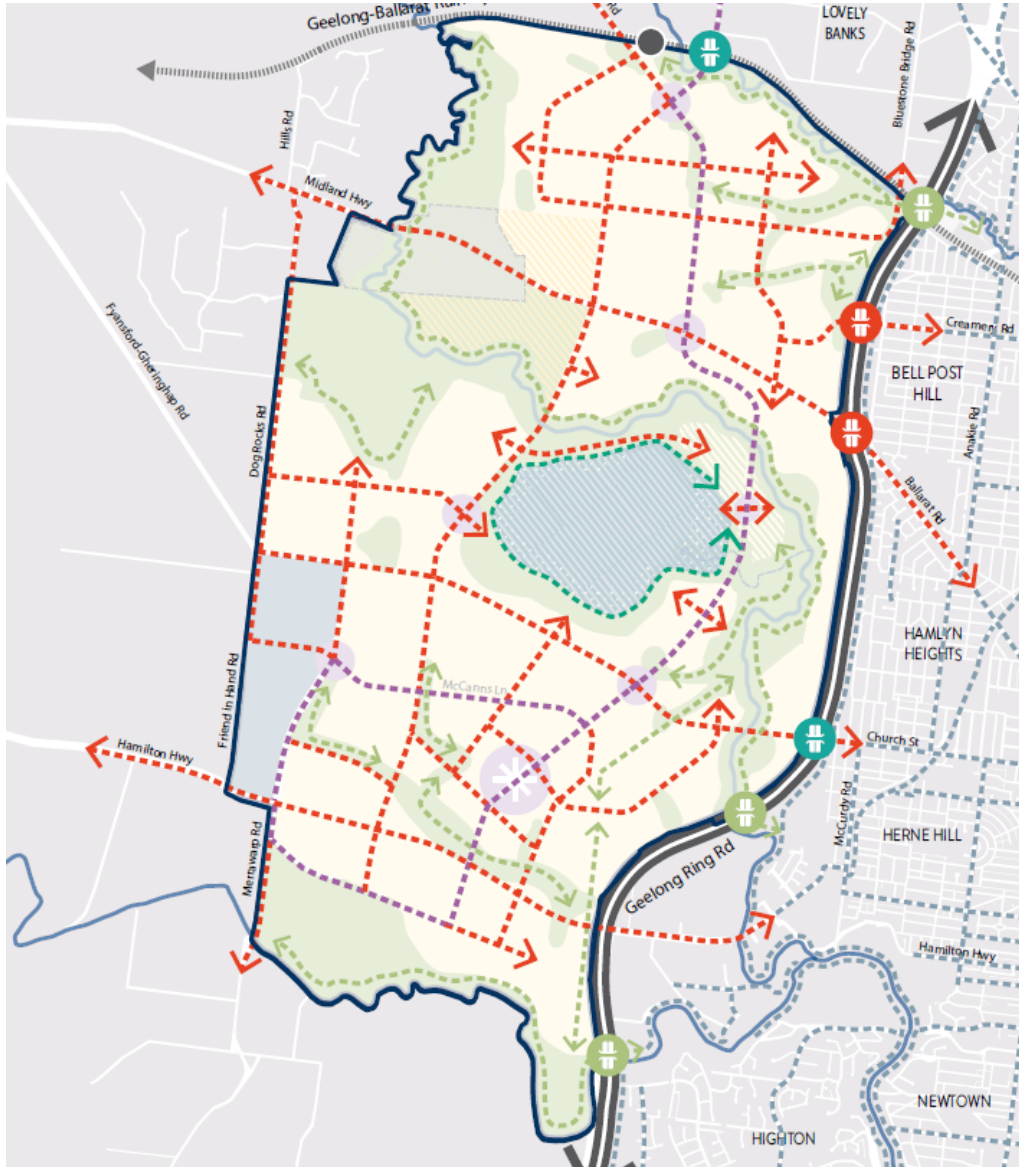 Geelong-Ballarat
LOVELY
BANKS
Rd
Bluestone Bridge Rd
Hills Rd
Midland Hwy
Fyansford-Gheringhap Rd
Creamery Rd
BELL POST
HILL
Dog Rocks Rd
Anakie Rd
Ballarat Rd
HAMLYN
HEIGHTS
Friend In Hand Rd
McCanns Ln
Hamilton Hwy
Church St
McCurdy Rd
HERNE HILL
Merrawarp Rd
Geelong Ring Rd
Hamilton Hwy
NEWTOWN
HIGHTON